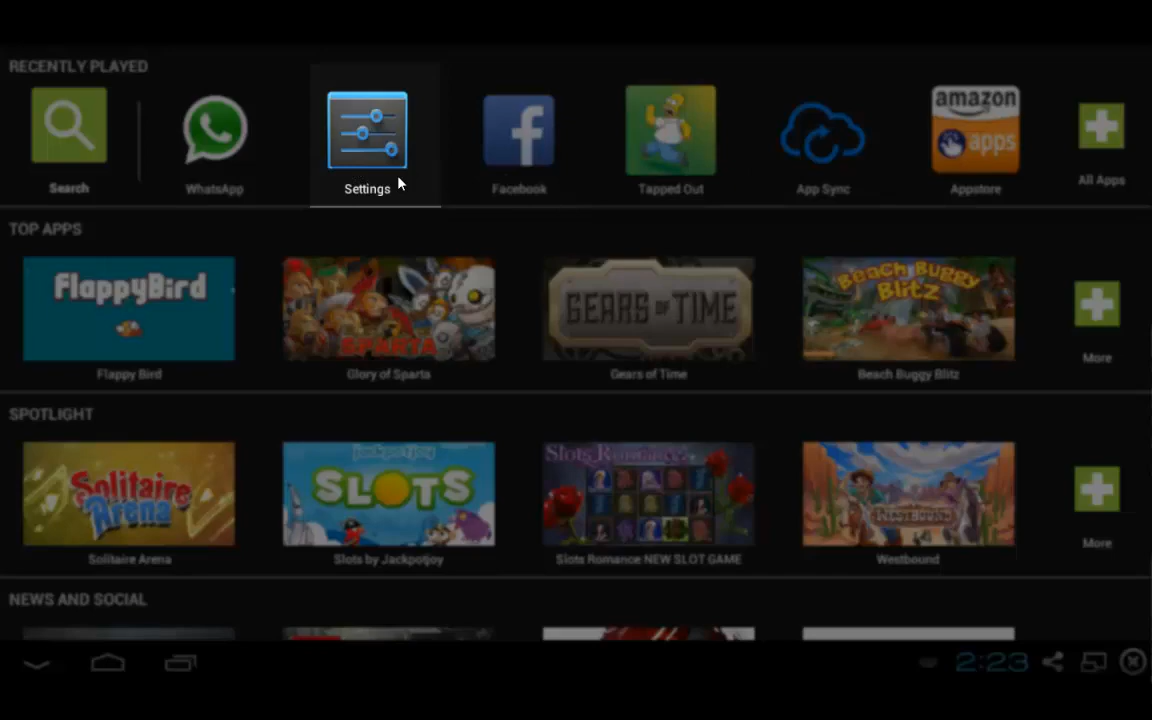 RECENTLY PLAYED
amazon
apps
Search
WhatsApp
Settings
Facebook
Tapped Out
App Sync
Appstore
All Apps
TOP APPS
FlappyBird
SPARTA
GEARS OF TIME
Beach Buggy
Blitz
Flappy Bird
Glory of Sparta
Gears of Time
Beach Buggy Blitz
More
SPOTLIGHT
Solitaire
Arena
jackpotjoy
SLOTS
Slots Romance
WESTBOUND
Solitaire Arena
Slots by Jackpotjoy
Slots Romance NEW SLOT GAME
Westbound
More
NEWS AND SOCIAL
2:23